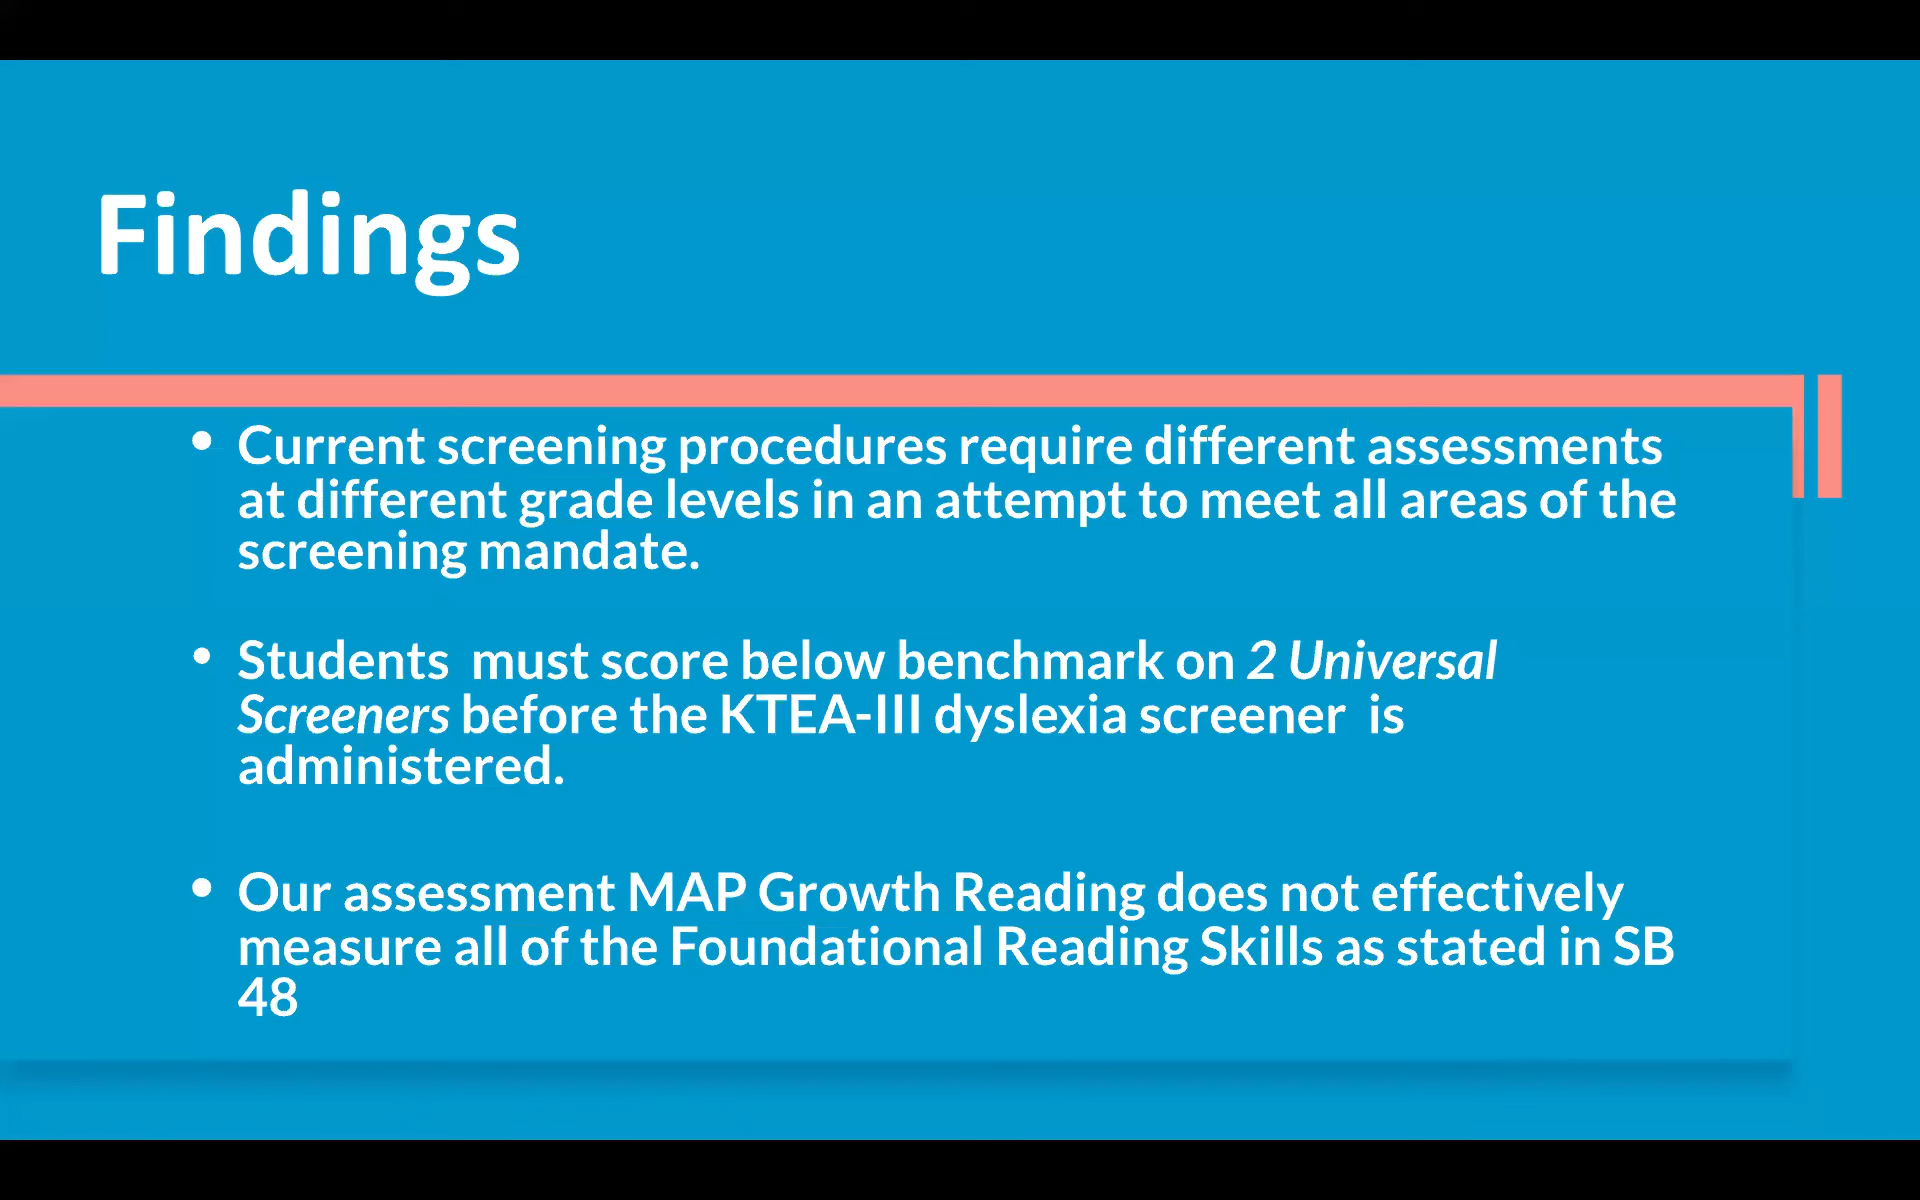 Findings
• Current screening procedures require different assessments
at different grade levels in an attempt to meet all areas of the
screening mandate.
• Students  must score below benchmark on 2 Universal
Screeners before the KTEA-III dyslexia screener  is
administered.
• Our assessment MAP Growth Reading does not effectively
measure all of the Foundational Reading Skills as stated in SB
48